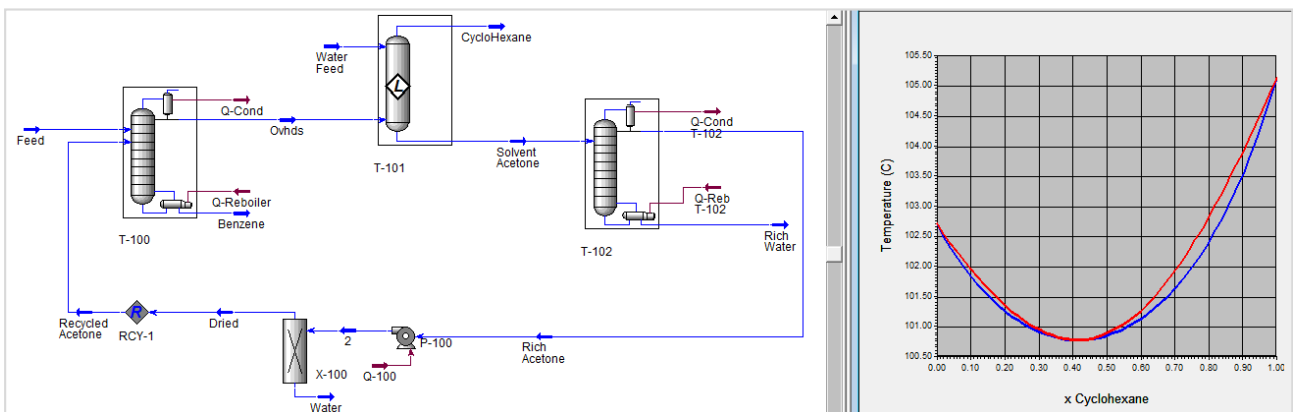 CycloHexane
Water
Feed
L
Q-Cond
Feed
Ovhds
T-101
Solvent
Acetone
Q-Cond
T-102
Q-Reboiler
Benzene
T-100
Q-Reb
T-102
Rich
Water
T-102
Recycled
Acetone
R
RCY-1
Dried
2
P-100
Rich
Acetone
X-100
Q-100
Water
Temperature (C)
105.50
105.00
104.50
104.00
103.50
103.00
102.50
102.00
101.50
101.00
100.50
0.00 0.10 0.20 0.30 0.40 0.50 0.60 0.70 0.80 0.90 1.00
x Cyclohexane